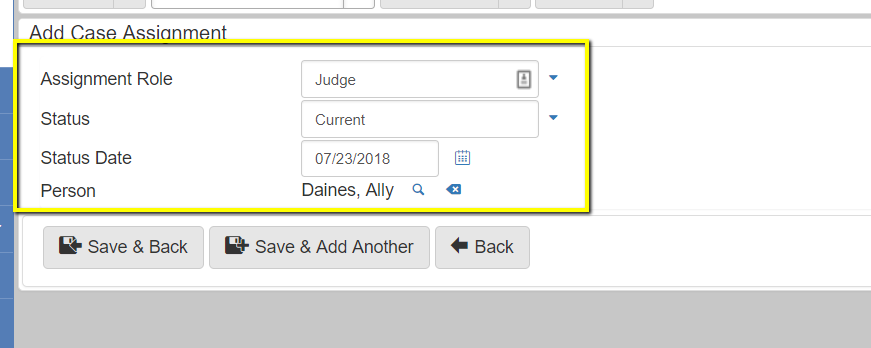 Add Case Assignment
Assignment Role Judge
Status Current
Status Date 07/23/2018
Person Daines, Ally
Save & Back Save & Add Another Back